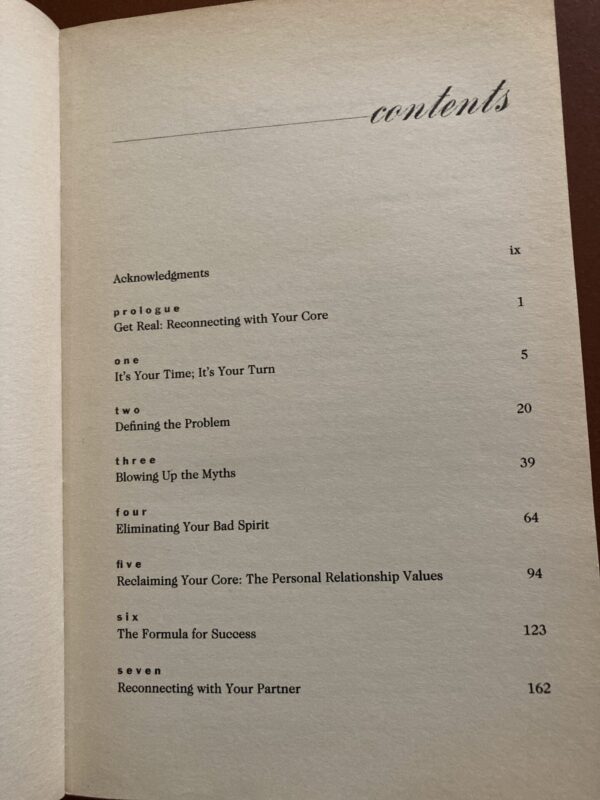 contents
Acknowledgments ix
prologue
Get Real: Reconnecting with Your Core 1
one
It's Your Time; It's Your Turn 5
two
Defining the Problem 20
three
Blowing Up the Myths 39
four
Eliminating Your Bad Spirit 64
five
Reclaiming Your Core: The Personal Relationship Values 94
six
The Formula for Success 123
seven
Reconnecting with Your Partner 162